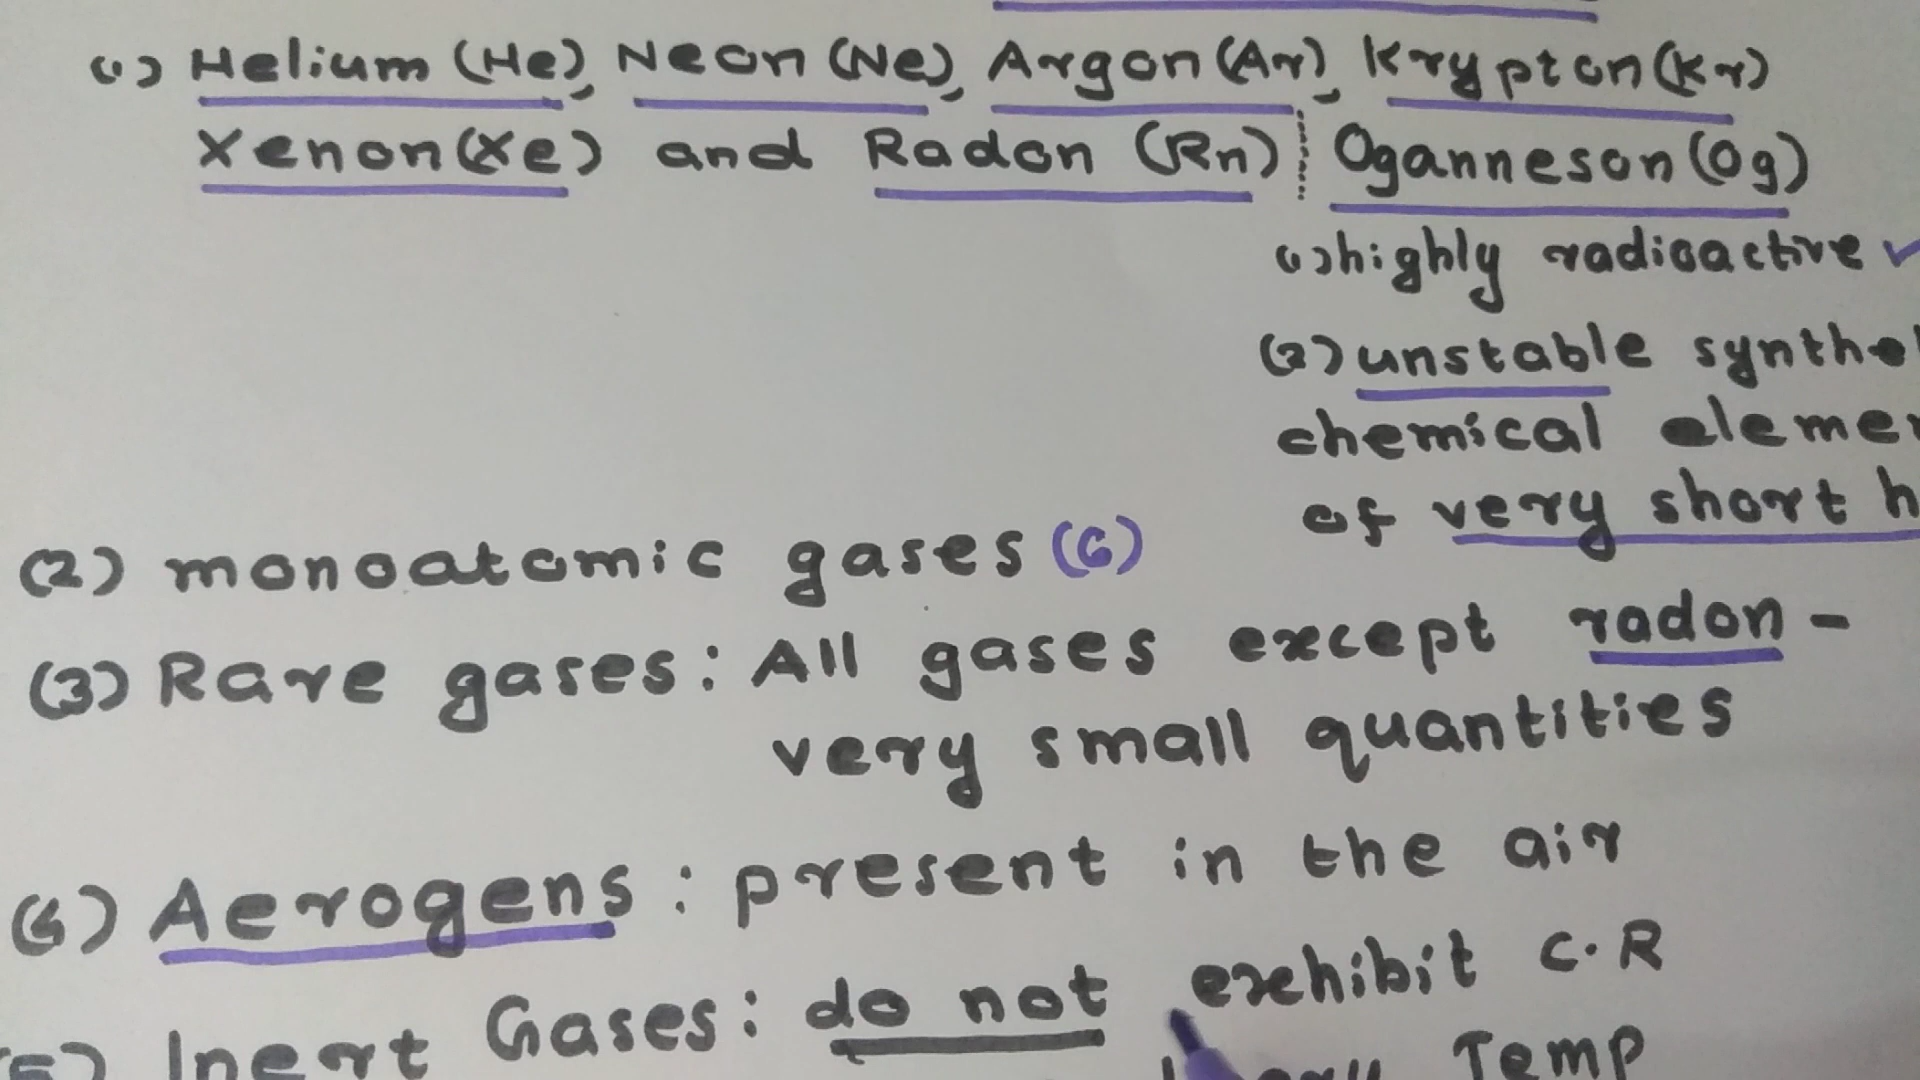 (1) Helium (He), Neon (Ne), Argon (Ar), Krypton (Kr)
Xenon (Xe) and Radon (Rn) Oganneson (Og)
(1) highly radioactive ✓
(2) unstable
chemical
of very short h
(2) monoatomic gases (6)
(3) Rare gases: All gases except radon -
very small quantities
(4) Aerogens: present in the air
(5) Inert Gases: do not exhibit C.R
Temp